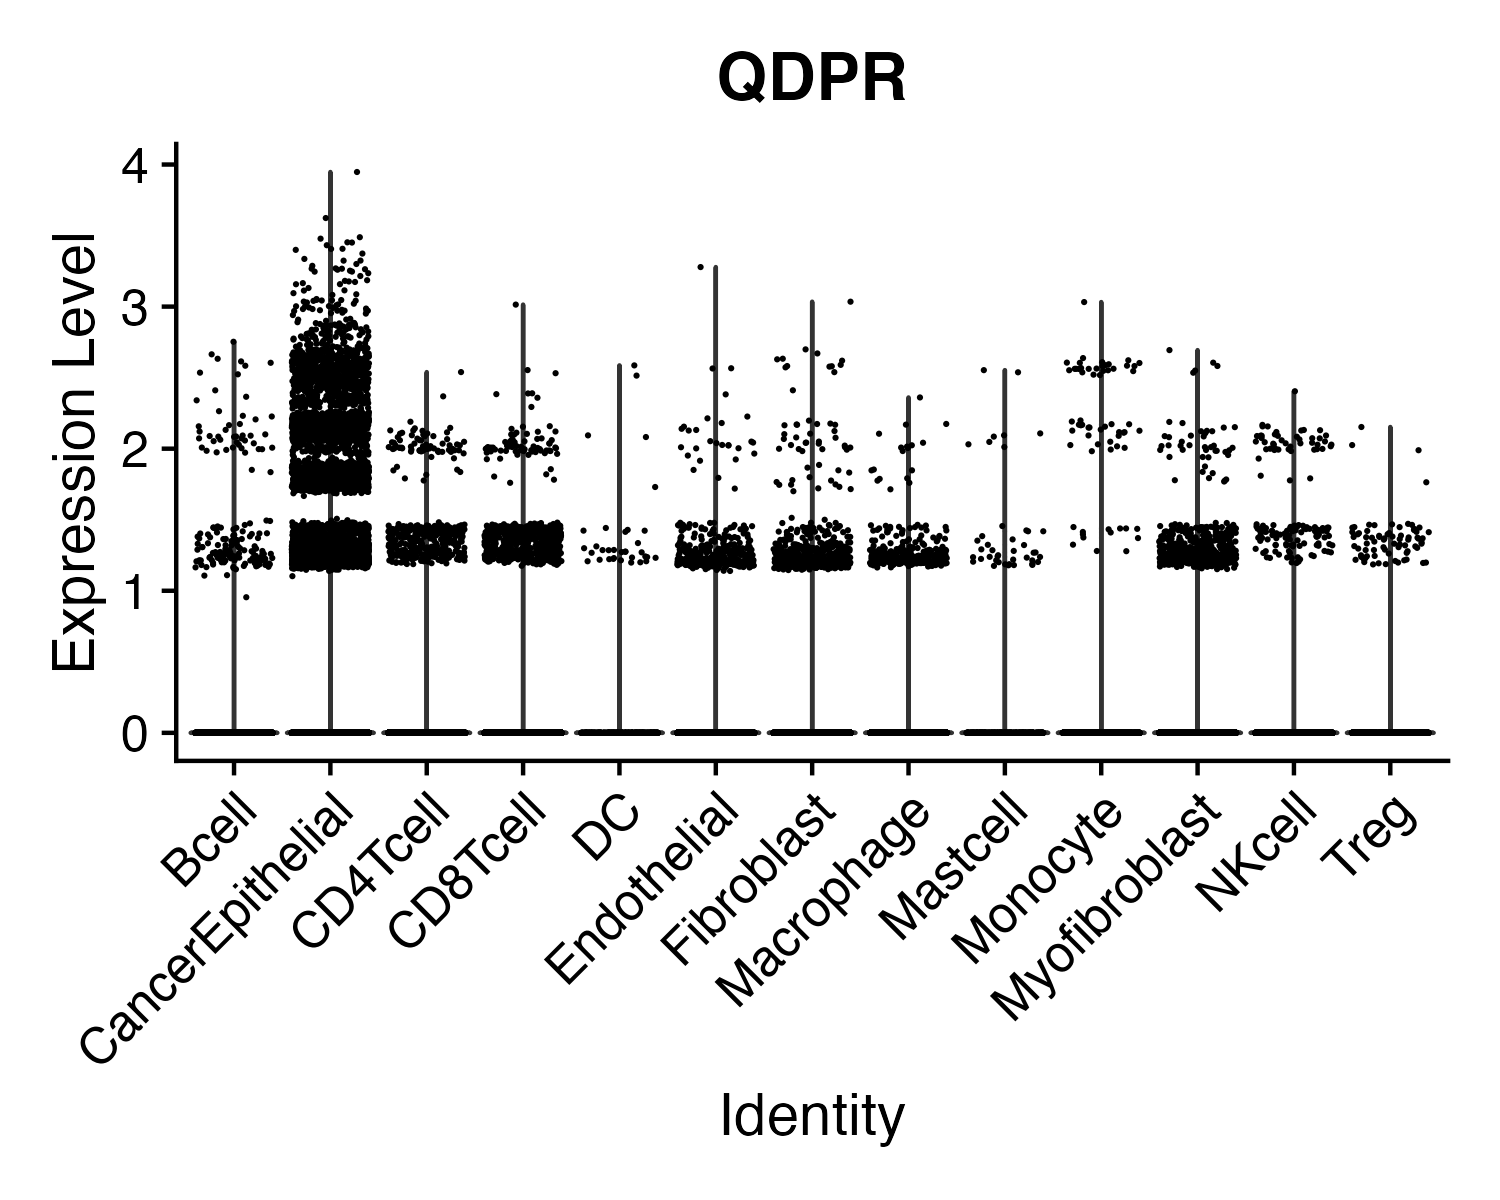 QDPR
Expression Level
4
3
2
1
0
Bcell
CancerEpithelial
CD4Tcell
CD8Tcell
DC
Endothelial
Fibroblast
Macrophage
Mastcell
Monocyte
Myofibroblast
NKcell
Treg
Identity